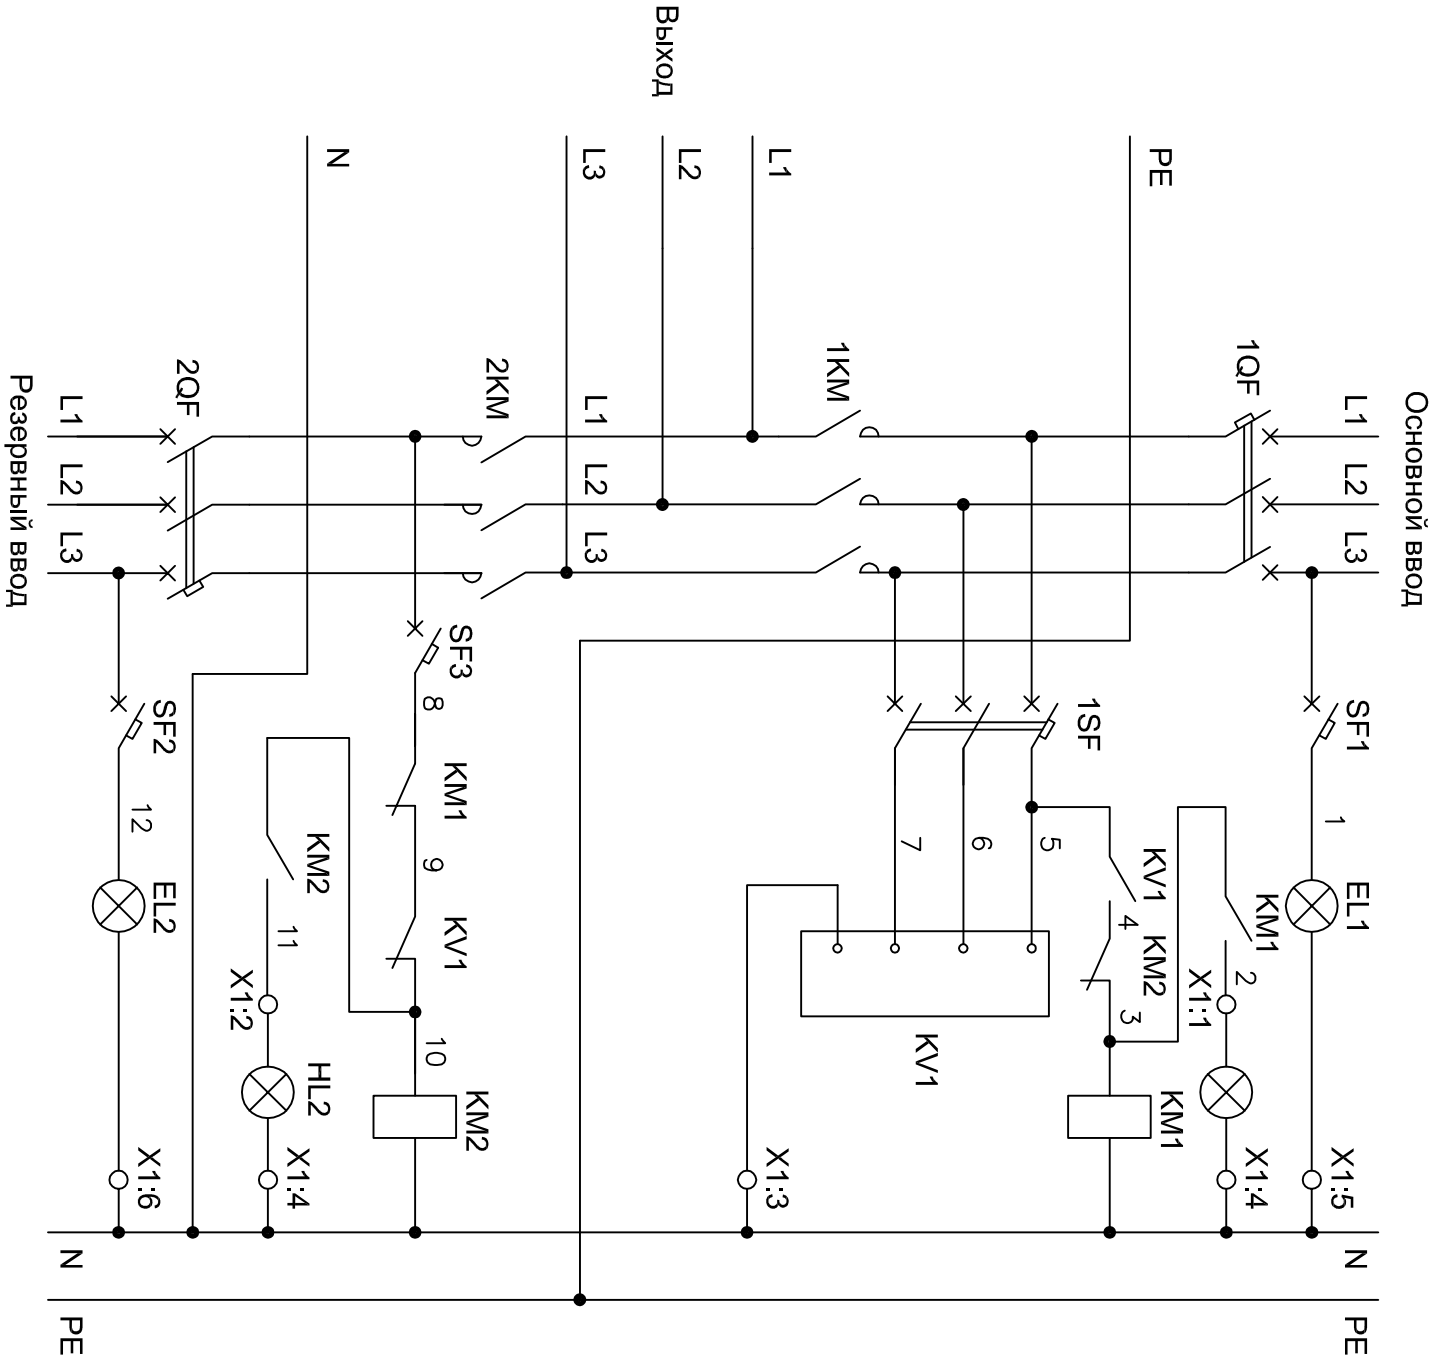 Основной ввод
L1
L2
L3
N
PE
1QF
SF1
1
EL1
X1:5
KM1
2
X1:1
X1:4
PE
KV1
4
KM2
3
KM1
1SF
5
6
7
KV1
1KM
X1:3
Выход
L1
L2
L3
L1
L2
L3
2KM
SF3
8
KM1
9
KV1
10
KM2
N
KM2
11
X1:2
HL2
X1:4
2QF
SF2
12
EL2
X1:6
L1
L2
L3
N
PE
Резервный ввод